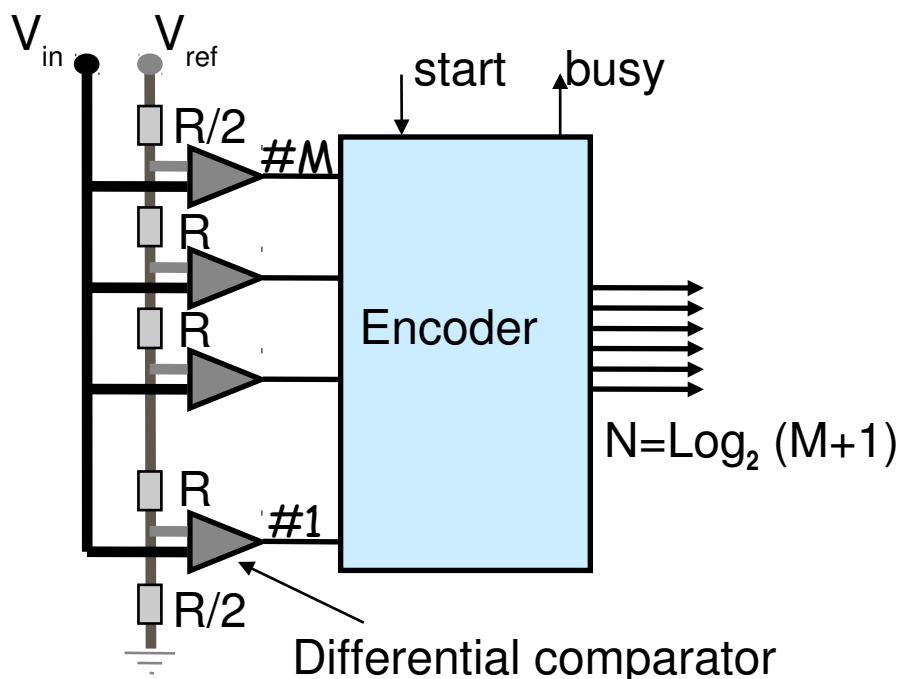 V_in
V_ref
start
busy
R/2
#M
R
R
Encoder
N=Log₂ (M+1)
R
#1
R/2
Differential comparator